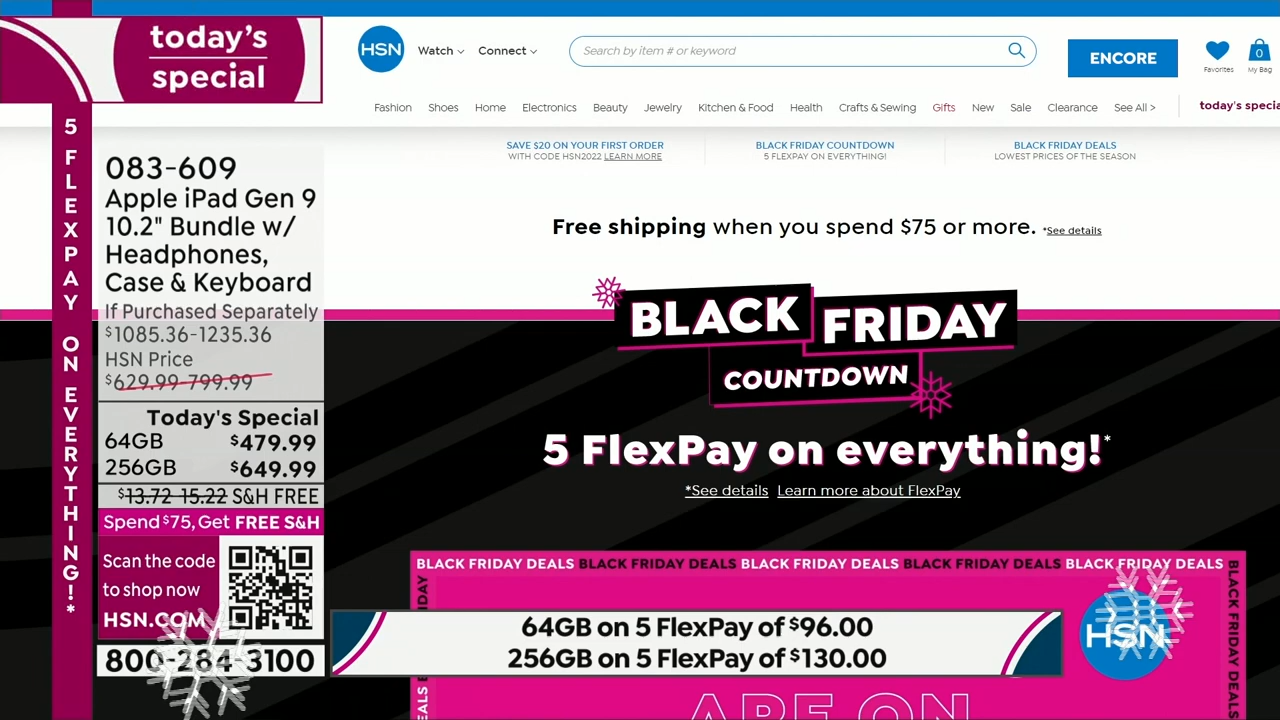 today's
special
5 FLEXPAY ON EVERYTHING!*
083-609
Apple iPad Gen 9
10.2" Bundle w/
Headphones,
Case & Keyboard
If Purchased Separately
$1085.36-1235.36
HSN Price
$629.99-799.99
Today's Special
64GB $479.99
256GB $649.99
$13.72-15.22 S&H FREE
Spend $75, Get FREE S&H
Scan the code
to shop now
HSN.COM
800-284-3100
HSN
Watch
Connect
Search by item # or keyword
ENCORE
Favorites
0
My Bag
Fashion Shoes Home Electronics Beauty Jewelry Kitchen & Food Health Crafts & Sewing Gifts New Sale Clearance See All >
today's specia
SAVE $20 ON YOUR FIRST ORDER
WITH CODE HSN2022 LEARN MORE
BLACK FRIDAY COUNTDOWN
5 FLEXPAY ON EVERYTHING!
BLACK FRIDAY DEALS
LOWEST PRICES OF THE SEASON
Free shipping when you spend $75 or more. *See details
BLACK FRIDAY
COUNTDOWN
5 FlexPay on everything!*
*See details Learn more about FlexPay
BLACK FRIDAY DEALS BLACK FRIDAY DEALS BLACK FRIDAY DEALS BLACK FRIDAY DEALS BLACK FRIDAY DEALS
BLACK FRIDAY DEALS
64GB on 5 FlexPay of $96.00
256GB on 5 FlexPay of $130.00
HSN
ARE ON